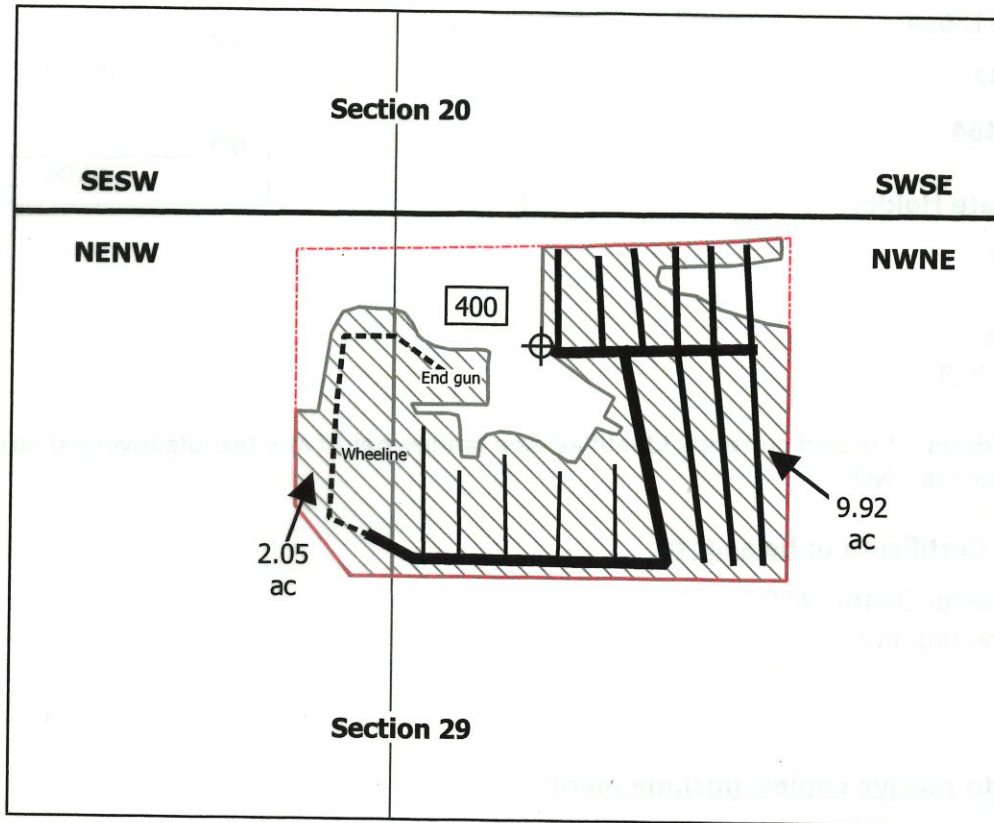 Section 20
SESW
SWSE
NENW
NWNE
400
End gun
Wheeline
2.05
ac
9.92
ac
Section 29